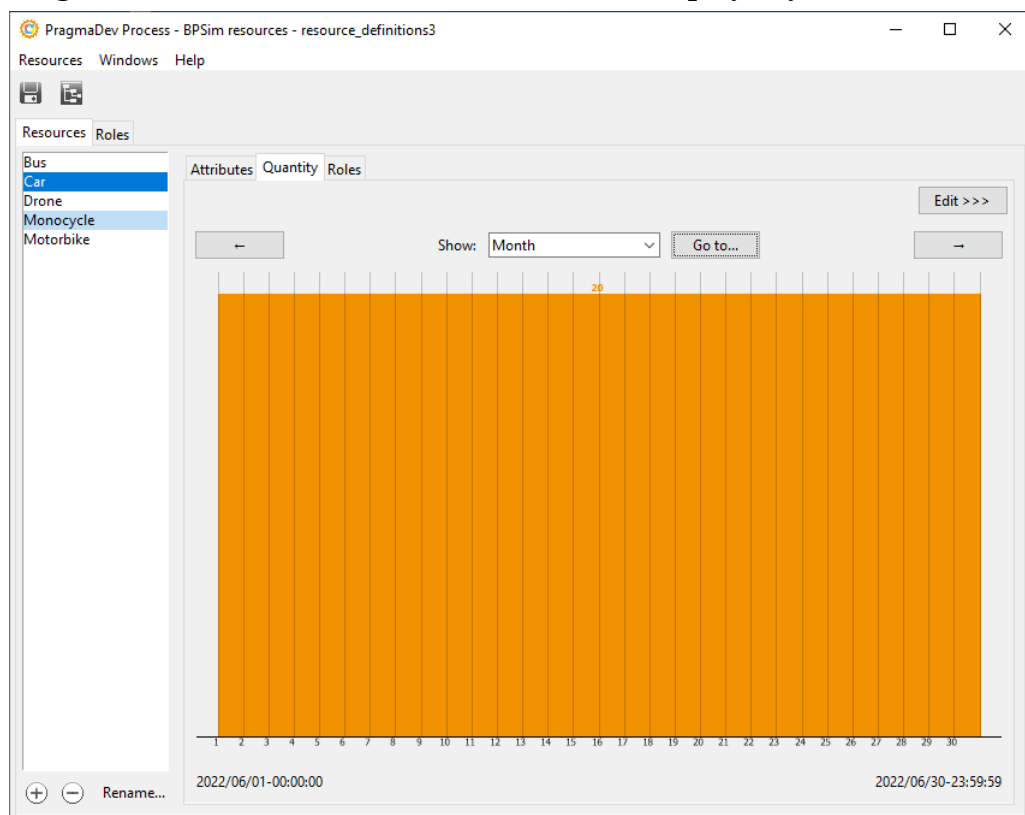 PragmaDev Process - BPSim resources - resource_definitions3
Resources Windows Help
Resources Roles
Bus
Car
Drone
Monocycle
Motorbike
Attributes Quantity Roles
Edit >>>
← Show: Month Go to... →
20
1 2 3 4 5 6 7 8 9 10 11 12 13 14 15 16 17 18 19 20 21 22 23 24 25 26 27 28 29 30
2022/06/01-00:00:00 2022/06/30-23:59:59
Rename...